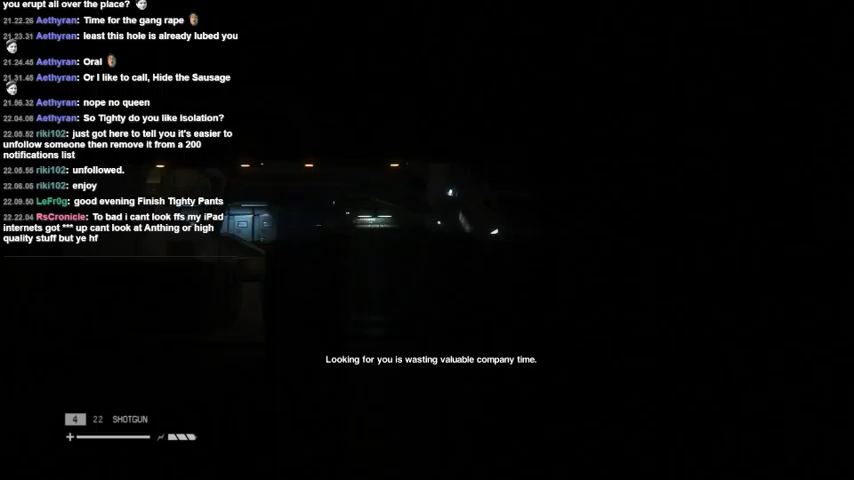 you erupt all over the place?
21.22.26 Aethyran: Time for the gang rape
21.23.31 Aethyran: least this hole is already lubed you
21.24.45 Aethyran: Oral
21.31.45 Aethyran: Or I like to call, Hide the Sausage
21.56.32 Aethyran: nope no queen
22.04.08 Aethyran: So Tighty do you like Isolation?
22.05.52 riki102: just got here to tell you it's easier to
unfollow someone then remove it from a 200
notifications list
22.05.55 riki102: unfollowed.
22.06.05 riki102: enjoy
22.09.50 LeFr0g: good evening Finish Tighty Pants
22.22.04 RsCronicle: To bad i cant look ffs my iPad
internets got *** up cant look at Anthing or high
quality stuff but ye hf
Looking for you is wasting valuable company time.
4 22 SHOTGUN